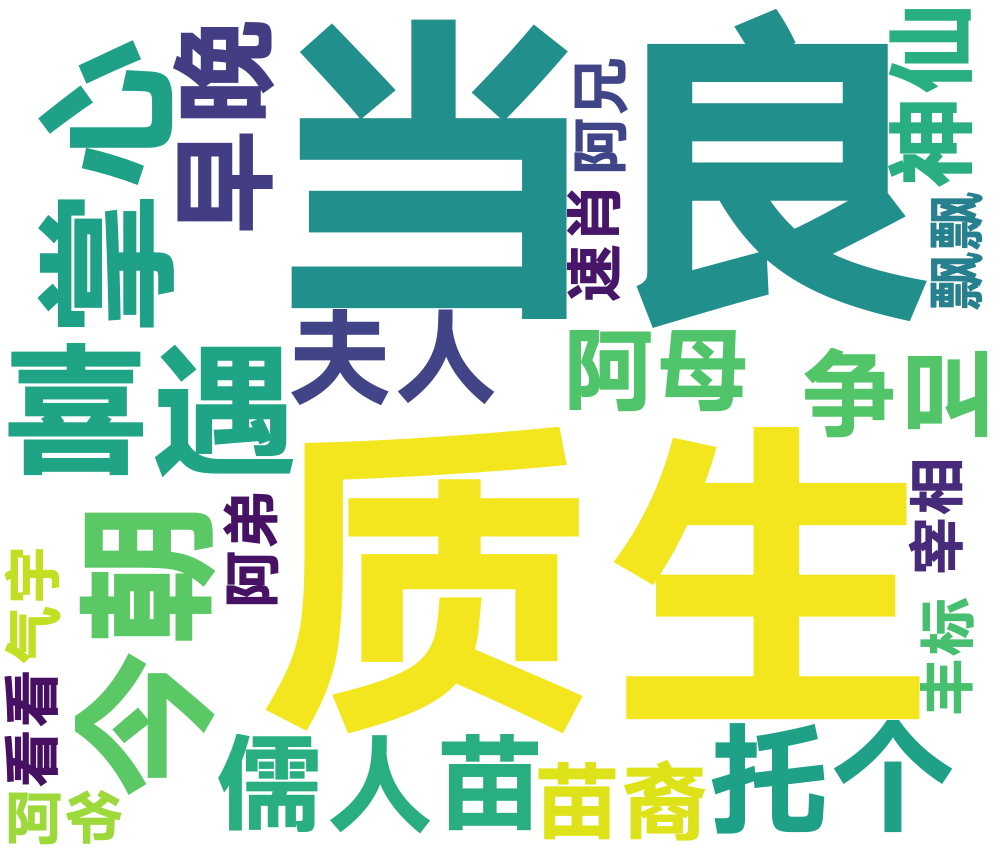 当良
质生
掌心
早晚
阿兄
速肖
神仙
飘飘
喜遇
夫人
阿母
争叫
今朝
阿弟
宰相
气宇
丰标
看看
儒人苗
苗裔
托个
阿爷